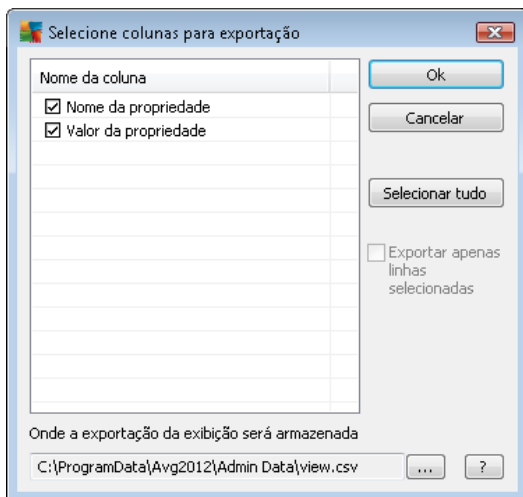 Selecione colunas para exportação
Nome da coluna
Nome da propriedade
Valor da propriedade
Ok
Cancelar
Selecionar tudo
Exportar apenas
linhas
selecionadas
Onde a exportação da exibição será armazenada
C:\ProgramData\Avg2012\Admin Data\view.csv
...
?